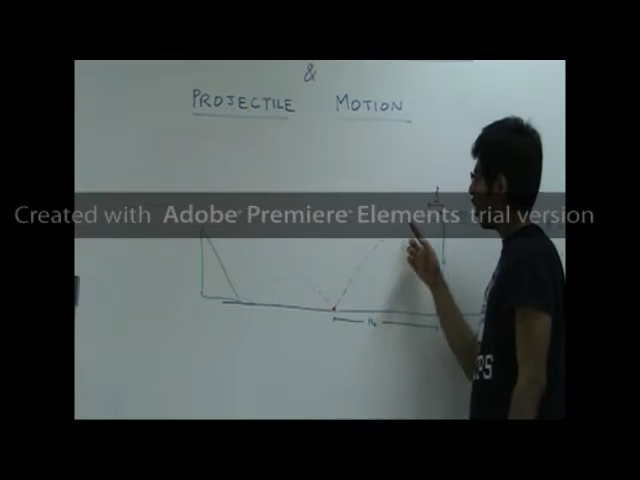 &
PROJECTILE MOTION
Created with Adobe Premiere Elements trial version